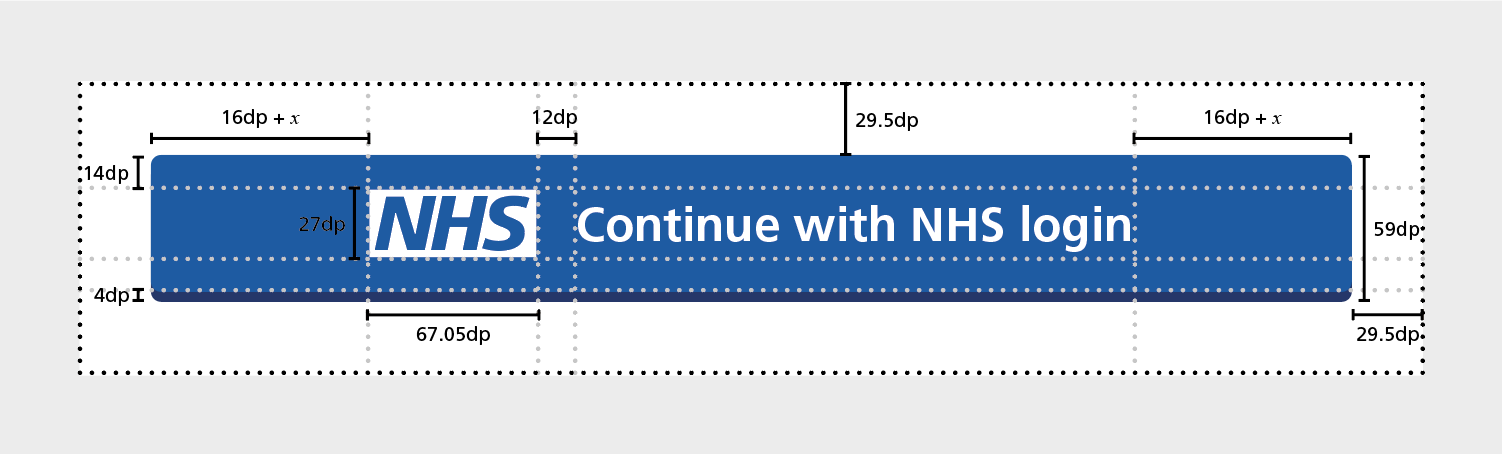 16dp + x
12dp
29.5dp
16dp + x
14dp
27dp
NHS
Continue with NHS login
59dp
4dp
67.05dp
29.5dp